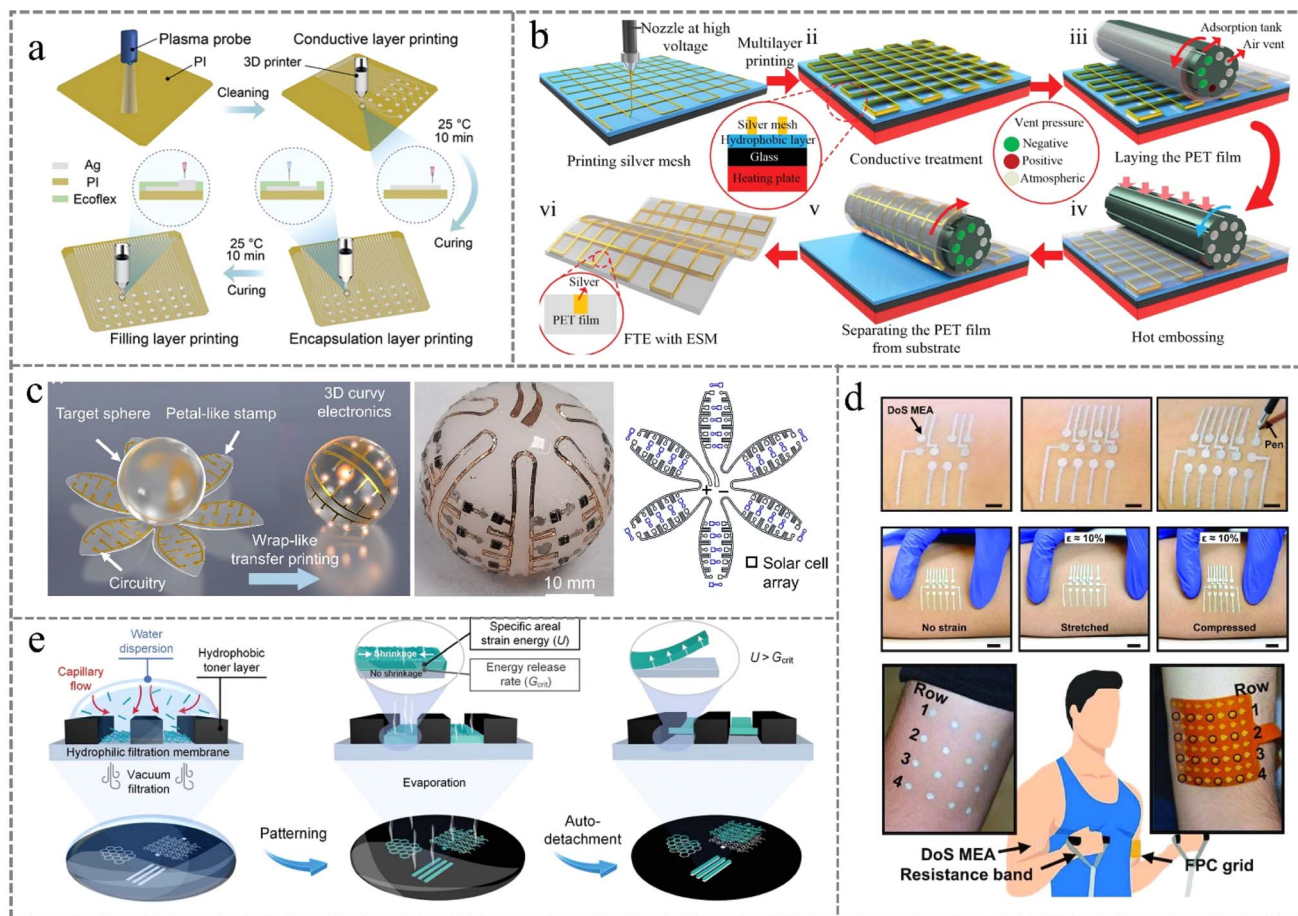 a
Plasma probe
PI
Cleaning
Conductive layer printing
3D printer
25 °C
10 min
Curing
Ag
PI
Ecoflex
25 °C
10 min
Curing
Filling layer printing
Encapsulation layer printing
b
i
Nozzle at high
voltage
Printing silver mesh
Multilayer
printing
ii
Silver mesh
Hydrophobic layer
Glass
Heating plate
Conductive treatment
iii
Adsorption tank
Air vent
Vent pressure
Negative
Positive
Atmospheric
Laying the PET film
iv
Hot embossing
v
Separating the PET film
from substrate
vi
Silver
PET film
FTE with ESM
c
Target sphere
Petal-like stamp
Circuitry
3D curvy
electronics
Wrap-like
transfer printing
10 mm
+ −
Solar cell
array
d
DoS MEA
Pen
ε ≈ 10%
ε ≈ 10%
No strain
Stretched
Compressed
Row
1
2
3
4
Row
1
2
3
4
DoS MEA
Resistance band
FPC grid
e
Water
dispersion
Capillary
flow
Hydrophobic
toner layer
Hydrophilic filtration membrane
Vacuum
filtration
Patterning
Shrinkage
No shrinkage
Specific areal
strain energy (U)
Energy release
rate (Gcrit)
Evaporation
Auto-
detachment
U > Gcrit